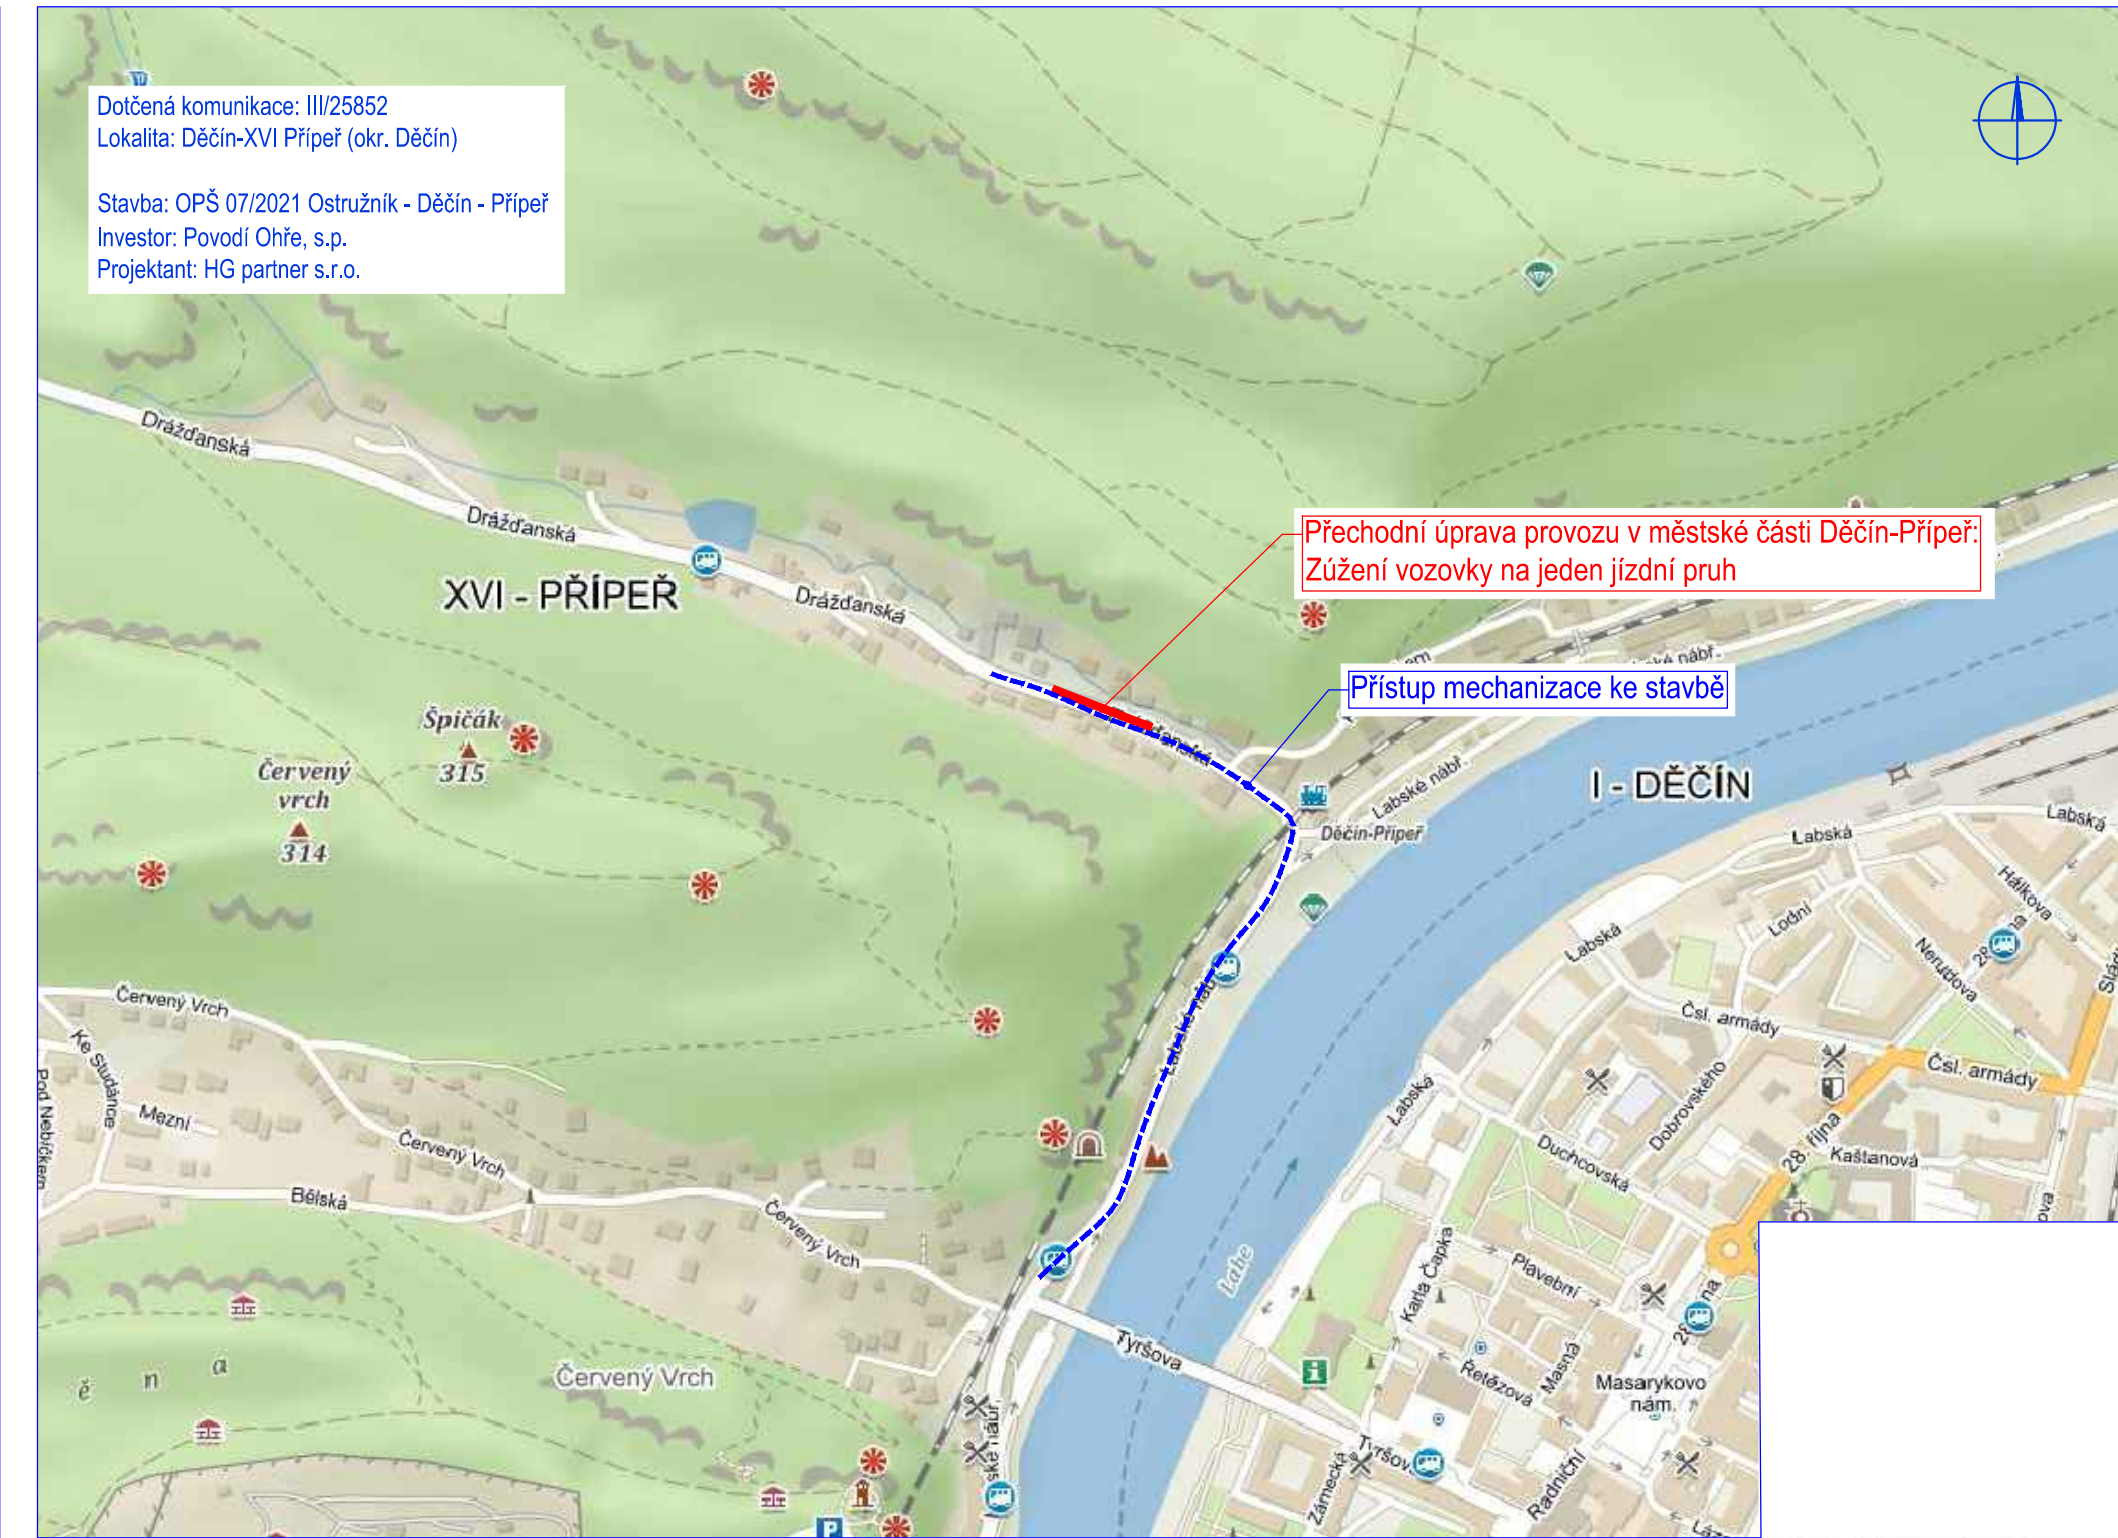 Dotčená komunikace: III/25852
Lokalita: Děčín-XVI Přípeř (okr. Děčín)
Stavba: OPŠ 07/2021 Ostružník - Děčín - Přípeř
Investor: Povodí Ohře, s.p.
Projektant: HG partner s.r.o.
Drážďanská
Drážďanská
Přechodní úprava provozu v městské části Děčín-Přípeř:
Zúžení vozovky na jeden jízdní pruh
XVI - PŘÍPEŘ
Drážďanská
Přístup mechanizace ke stavbě
Špičák
315
Červený
vrch
314
I - DĚČÍN
Labské nábř.
Děčín-Přípeř
Labská
Labská
Hálkova
Lodní
Labská
Nerudova
Červený Vrch
Ke Studánce
Pod Nebíčkem
Mezní
Červený Vrch
Bělská
Červený Vrch
Csl. armády
Čsl. armády
Labská
Dobrovského
Duchcovská
28. října
Kaštanová
Labe
Karla Čapka
Plavební
Tyršova
Červený Vrch
ě n a
Řetězová
Masná
Masarykovo
nám.
Zámecká
Radniční
P